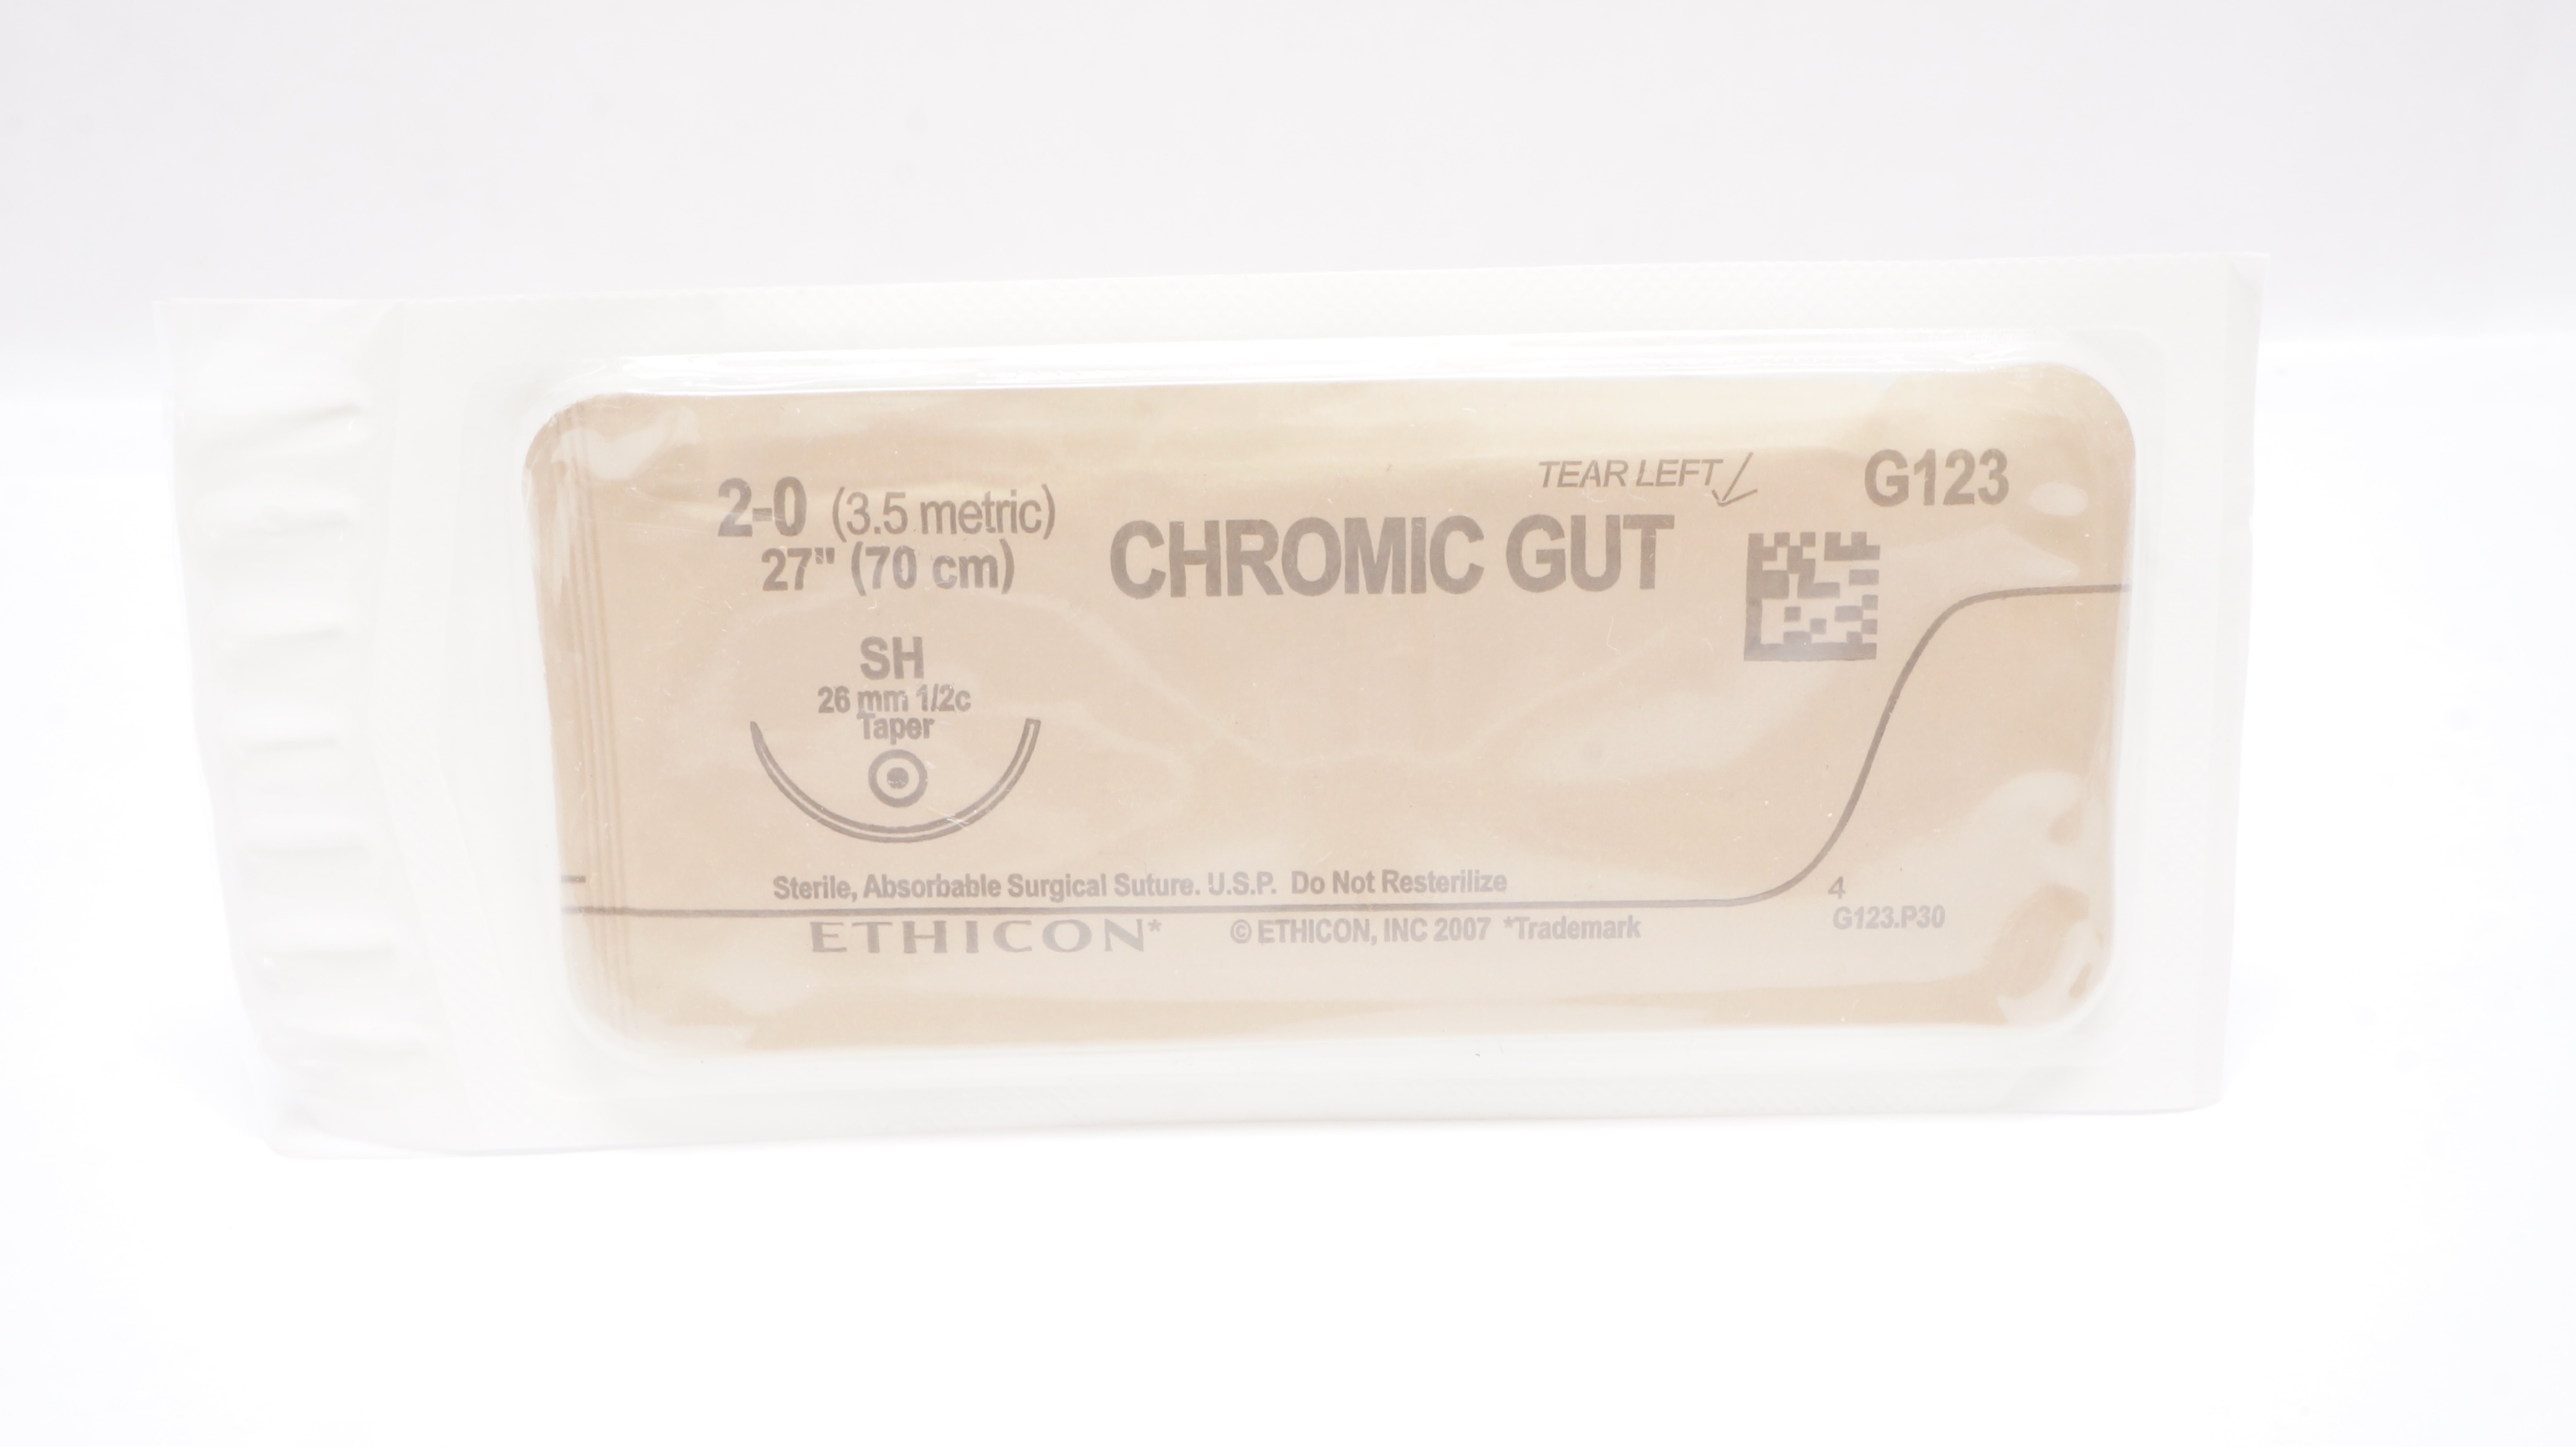 2-0 (3.5 metric)
27" (70 cm)
TEAR LEFT
G123
CHROMIC GUT
SH
26 mm 1/2c
Taper
Sterile, Absorbable Surgical Suture. U.S.P. Do Not Resterilize
ETHICON*
© ETHICON, INC 2007 *Trademark
4
G123.P30